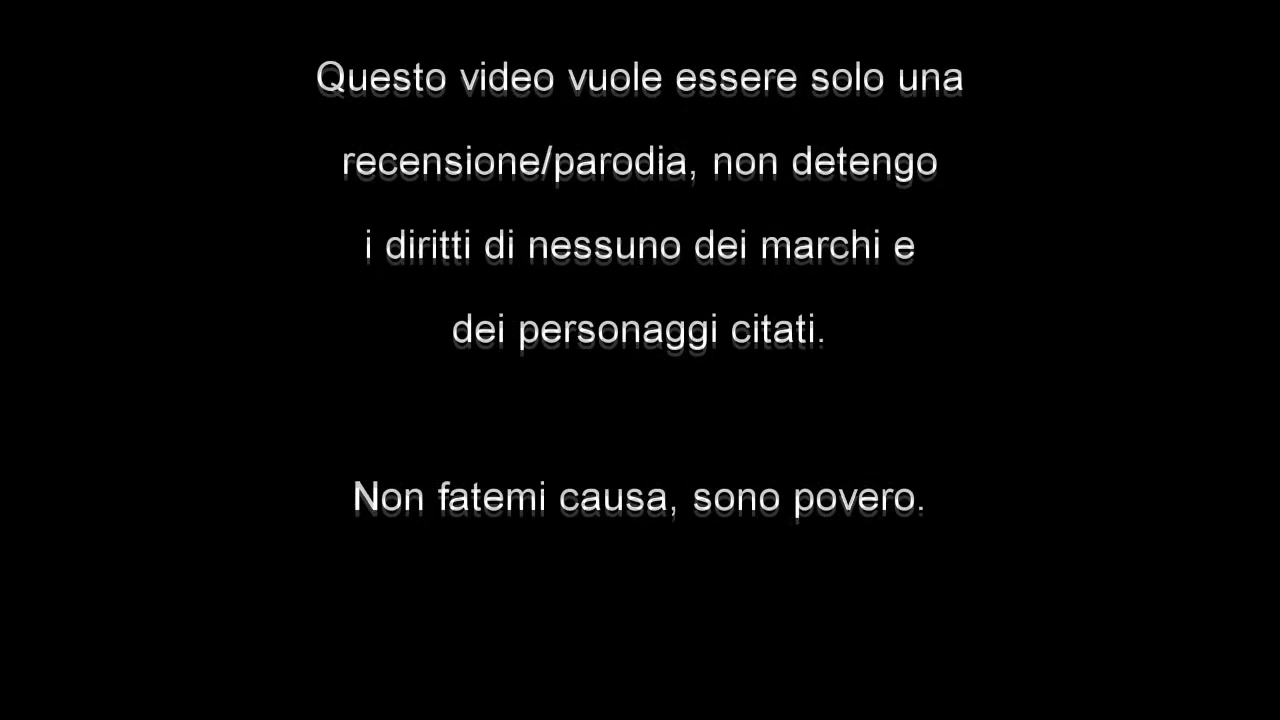 Questo video vuole essere solo una
recensione/parodia, non detengo
i diritti di nessuno dei marchi e
dei personaggi citati.
Non fatemi causa, sono povero.